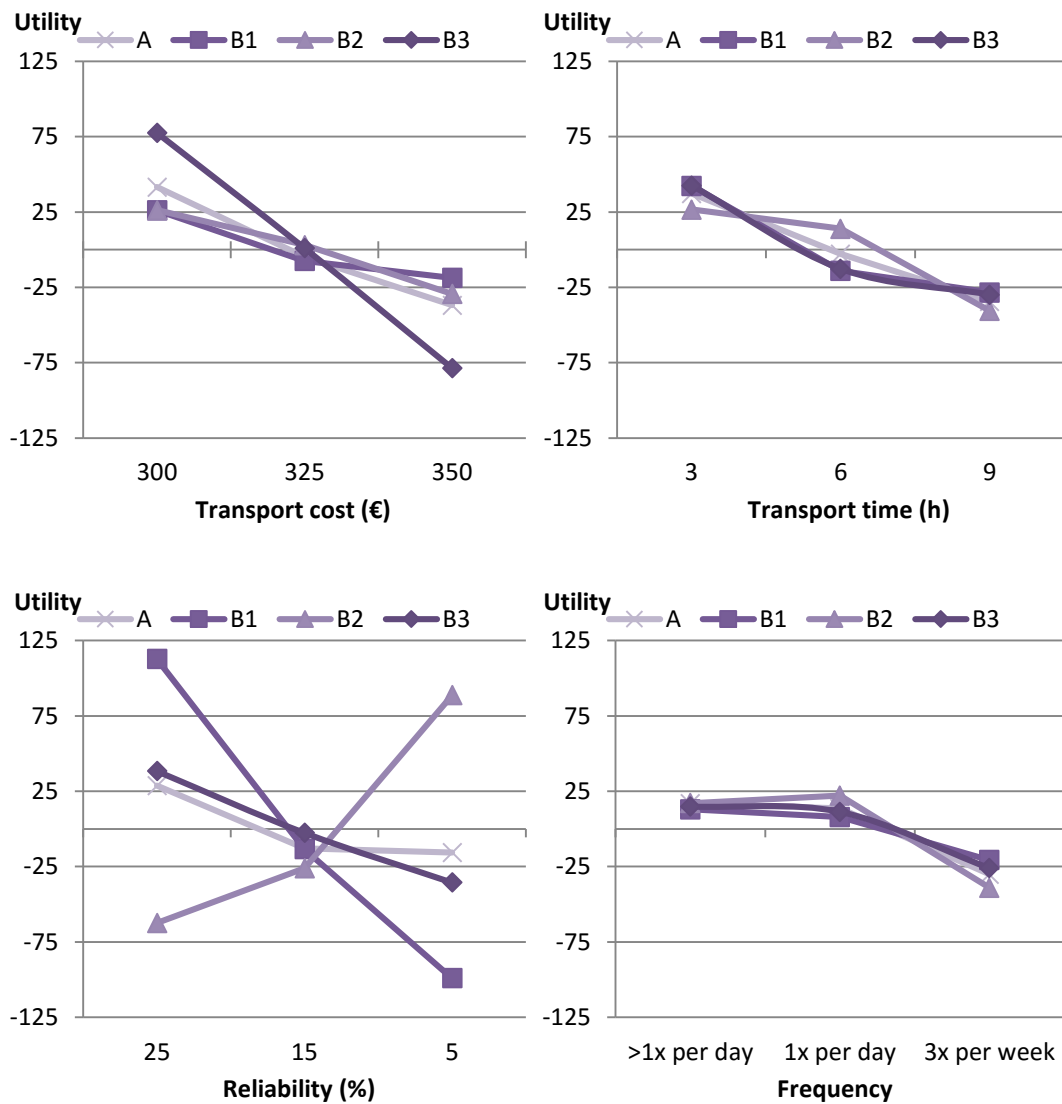 Utility
A B1 B2 B3
125
75
25
-25
-75
-125
300 325 350
Transport cost (€)
Utility
A B1 B2 B3
125
75
25
-25
-75
-125
3 6 9
Transport time (h)
Utility
A B1 B2 B3
125
75
25
-25
-75
-125
25 15 5
Reliability (%)
Utility
A B1 B2 B3
125
75
25
-25
-75
-125
>1x per day 1x per day 3x per week
Frequency